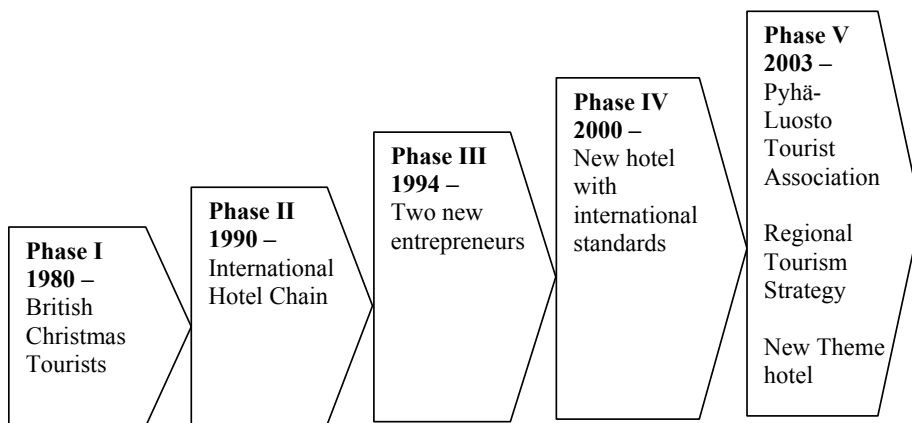 Phase I
1980 –
British
Christmas
Tourists
Phase II
1990 –
International
Hotel Chain
Phase III
1994 –
Two new
entrepreneurs
Phase IV
2000 –
New hotel
with
international
standards
Phase V
2003 –
Pyhä-
Luosto
Tourist
Association
Regional
Tourism
Strategy
New Theme
hotel